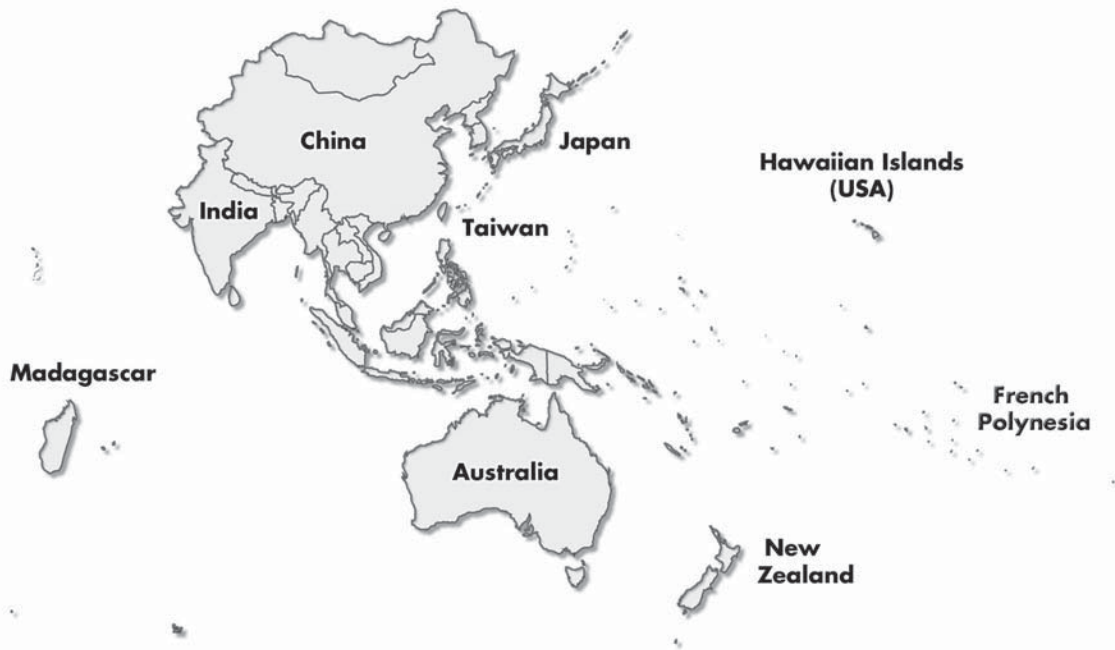 China
Japan
Hawaiian Islands
(USA)
India
Taiwan
Madagascar
French
Polynesia
Australia
New
Zealand